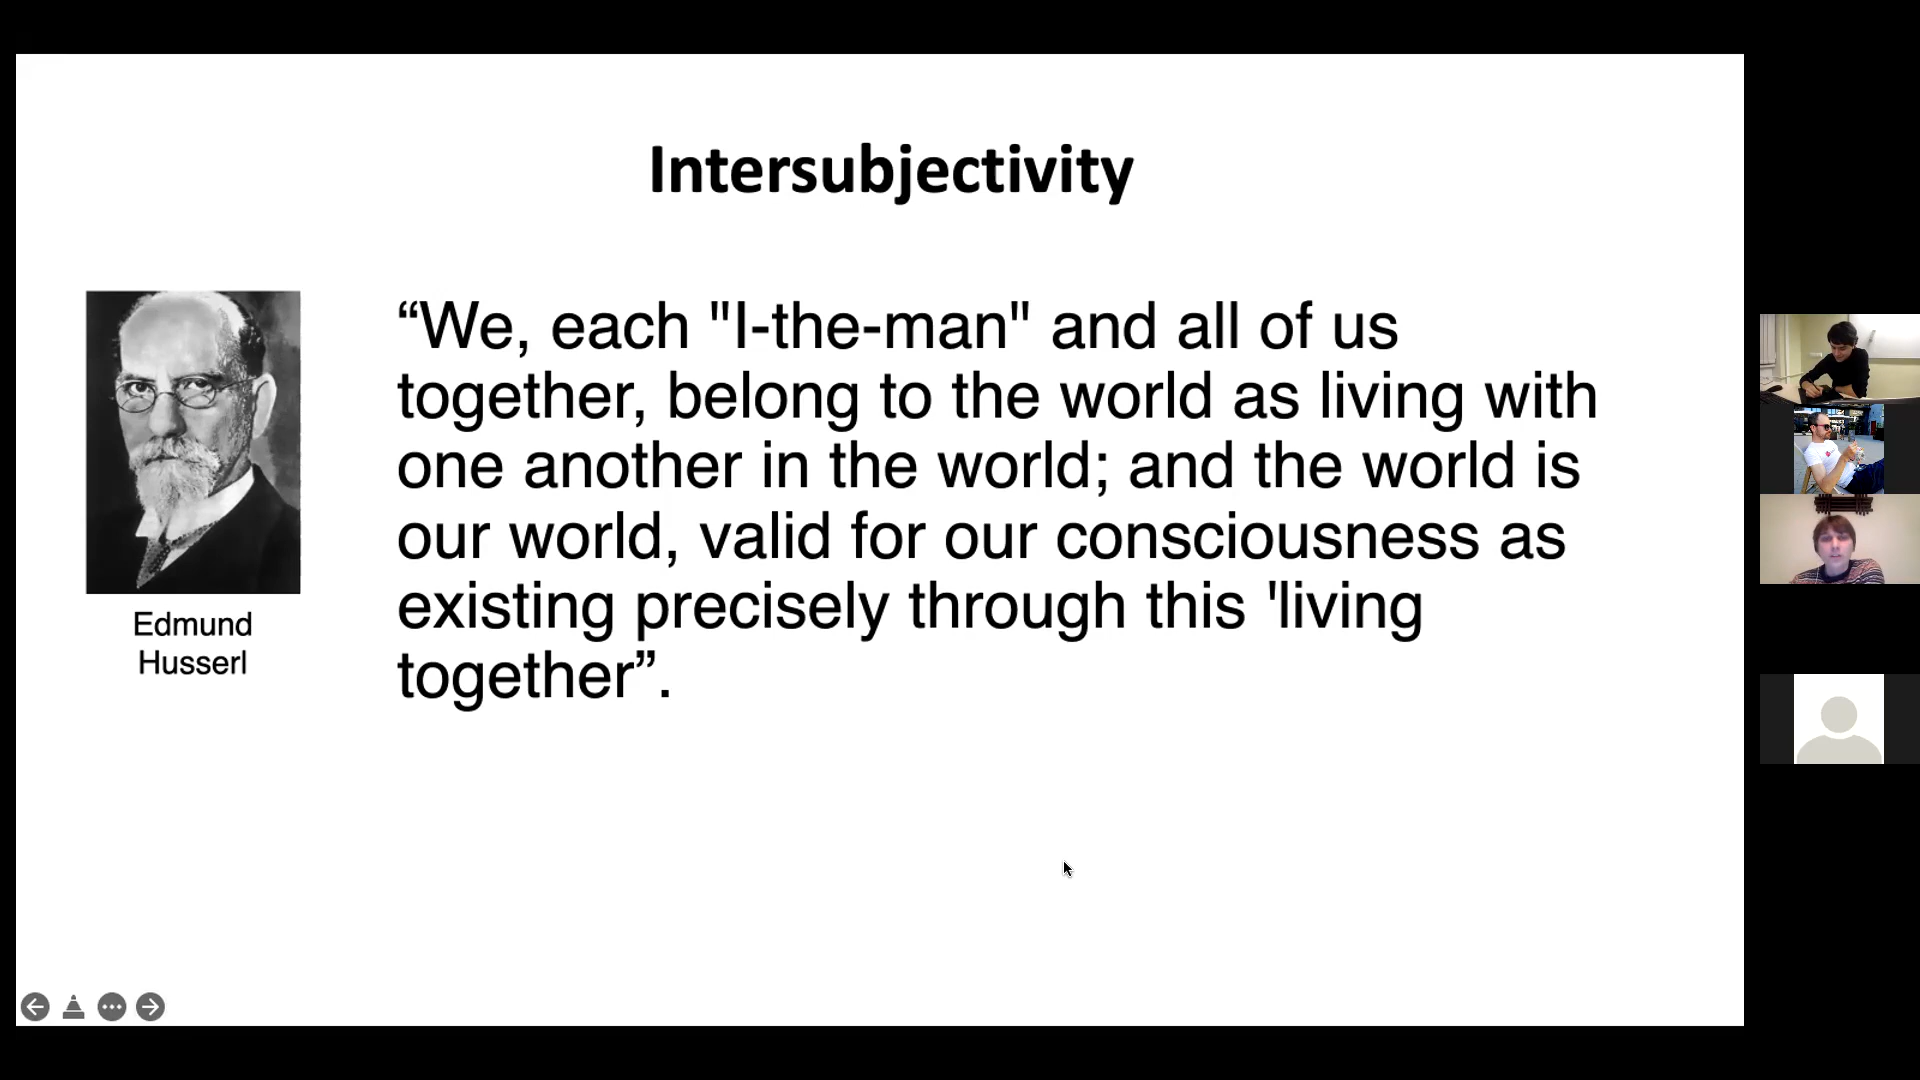 Intersubjectivity
“We, each "I-the-man" and all of us
together, belong to the world as living with
one another in the world; and the world is
our world, valid for our consciousness as
existing precisely through this 'living
together”.
Edmund
Husserl